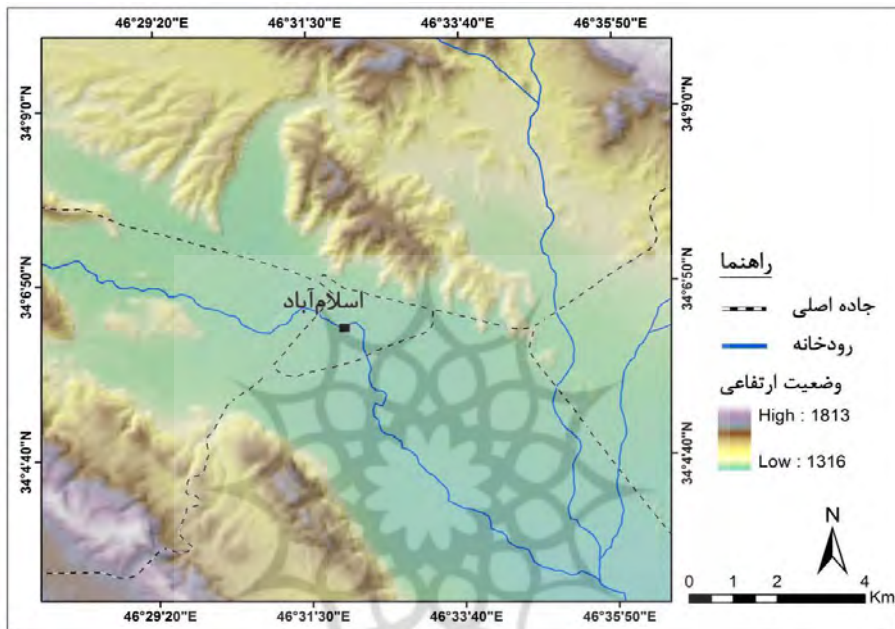 46°29'20"E 46°31'30"E 46°33'40"E 46°35'50"E
34°9'0"N 34°9'0"N
34°6'50"N 34°6'50"N
اسلام‌آباد
34°4'40"N 34°4'40"N
راهنما
جاده اصلی
رودخانه
وضعیت ارتفاعی
High : 1813
Low : 1316
N
0 1 2 4
Km
46°29'20"E 46°31'30"E 46°33'40"E 46°35'50"E